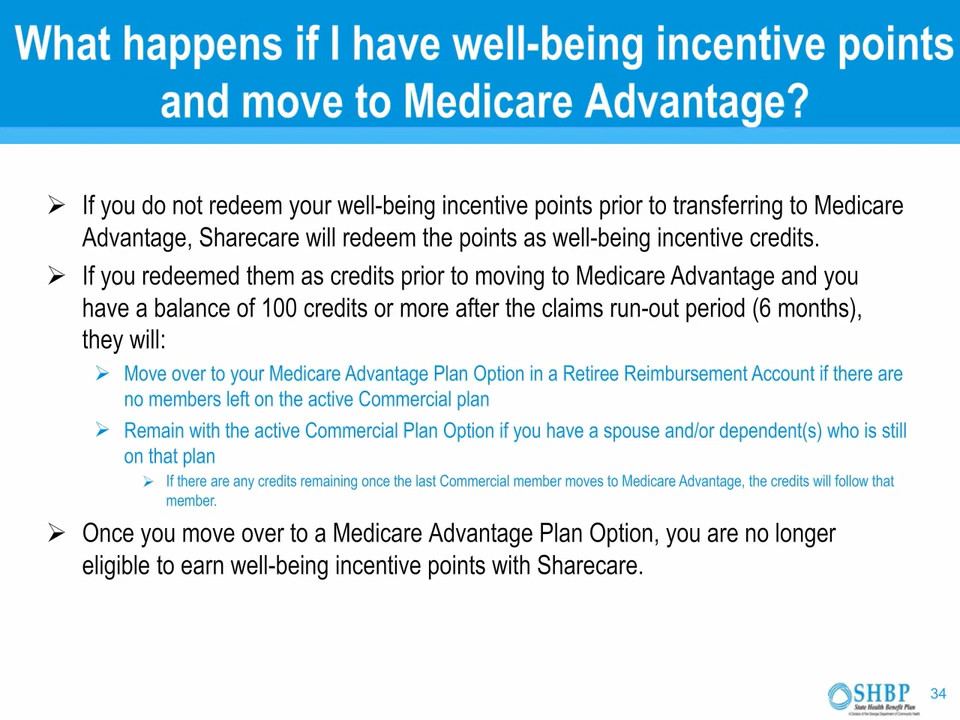 What happens if I have well-being incentive points
and move to Medicare Advantage?
If you do not redeem your well-being incentive points prior to transferring to Medicare
Advantage, Sharecare will redeem the points as well-being incentive credits.
If you redeemed them as credits prior to moving to Medicare Advantage and you
have a balance of 100 credits or more after the claims run-out period (6 months),
they will:
Move over to your Medicare Advantage Plan Option in a Retiree Reimbursement Account if there are
no members left on the active Commercial plan
Remain with the active Commercial Plan Option if you have a spouse and/or dependent(s) who is still
on that plan
If there are any credits remaining once the last Commercial member moves to Medicare Advantage, the credits will follow that
member.
Once you move over to a Medicare Advantage Plan Option, you are no longer
eligible to earn well-being incentive points with Sharecare.
SHBP
State Health Benefit Plan
A Division of the Georgia Department of Community Health
34